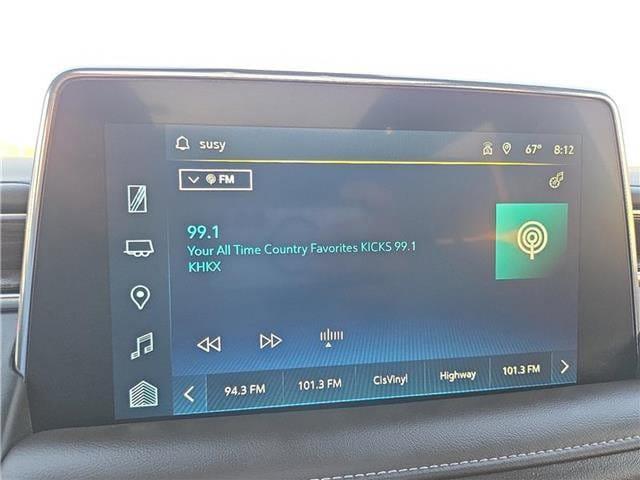 susy 67° 8:12
FM
99.1
Your All Time Country Favorites KICKS 99.1
KHKX
94.3 FM 101.3 FM ClsVinyl Highway 101.3 FM